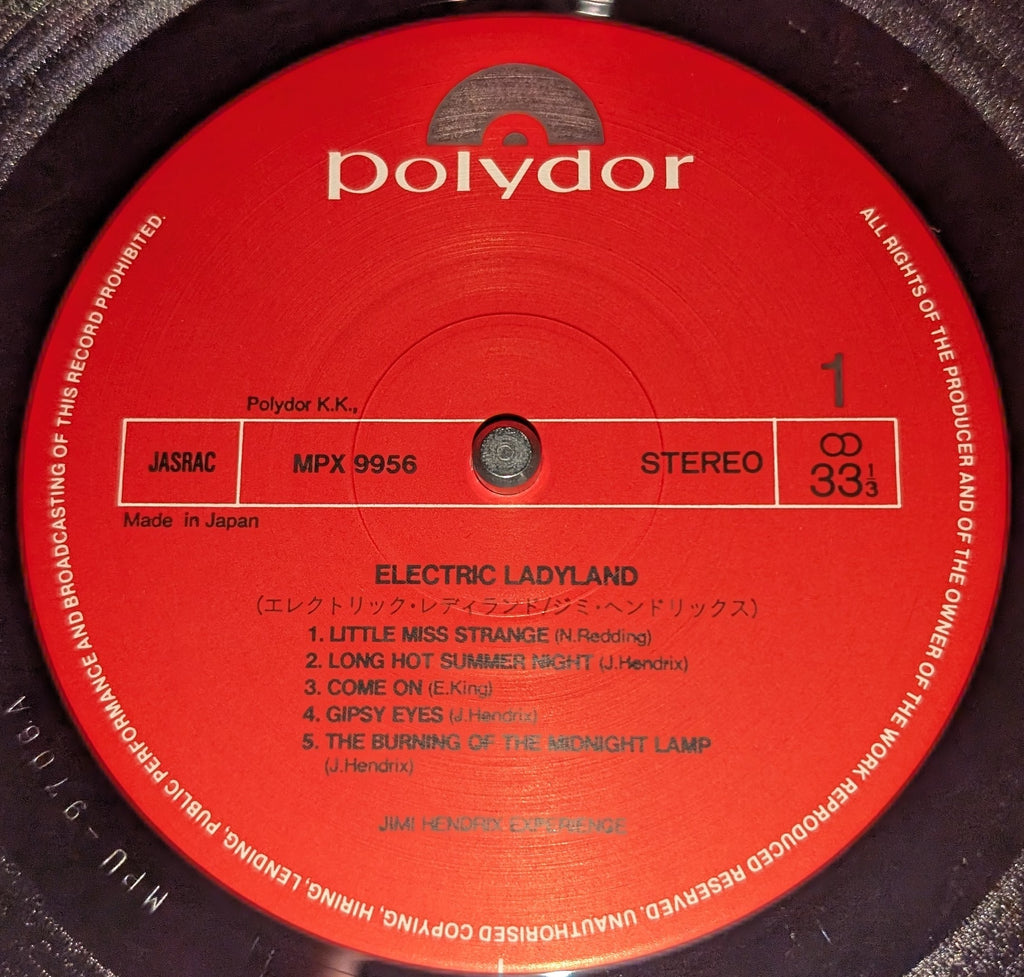 polydor
ALL RIGHTS OF THE PRODUCER AND OF THE OWNER OF THE WORK REPRODUCED RESERVED. UNAUTHORISED COPYING, HIRING, LENDING, PUBLIC PERFORMANCE AND BROADCASTING OF THIS RECORD PROHIBITED.
1
Polydor K.K.,
JASRAC MPX 9956 STEREO ꝏ 33 1/3
Made in Japan
ELECTRIC LADYLAND
(エレクトリック・レディランド/ジミ・ヘンドリックス)
1. LITTLE MISS STRANGE (N.Redding)
2. LONG HOT SUMMER NIGHT (J.Hendrix)
3. COME ON (E.King)
4. GIPSY EYES (J.Hendrix)
5. THE BURNING OF THE MIDNIGHT LAMP
(J.Hendrix)
JIMI HENDRIX EXPERIENCE
MPU-9706A